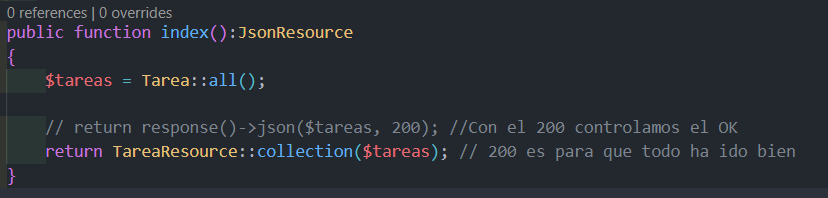 0 references | 0 overrides
public function index():JsonResource
{
    $tareas = Tarea::all();
    // return response()->json($tareas, 200); //Con el 200 controlamos el OK
    return TareaResource::collection($tareas); // 200 es para que todo ha ido bien
}